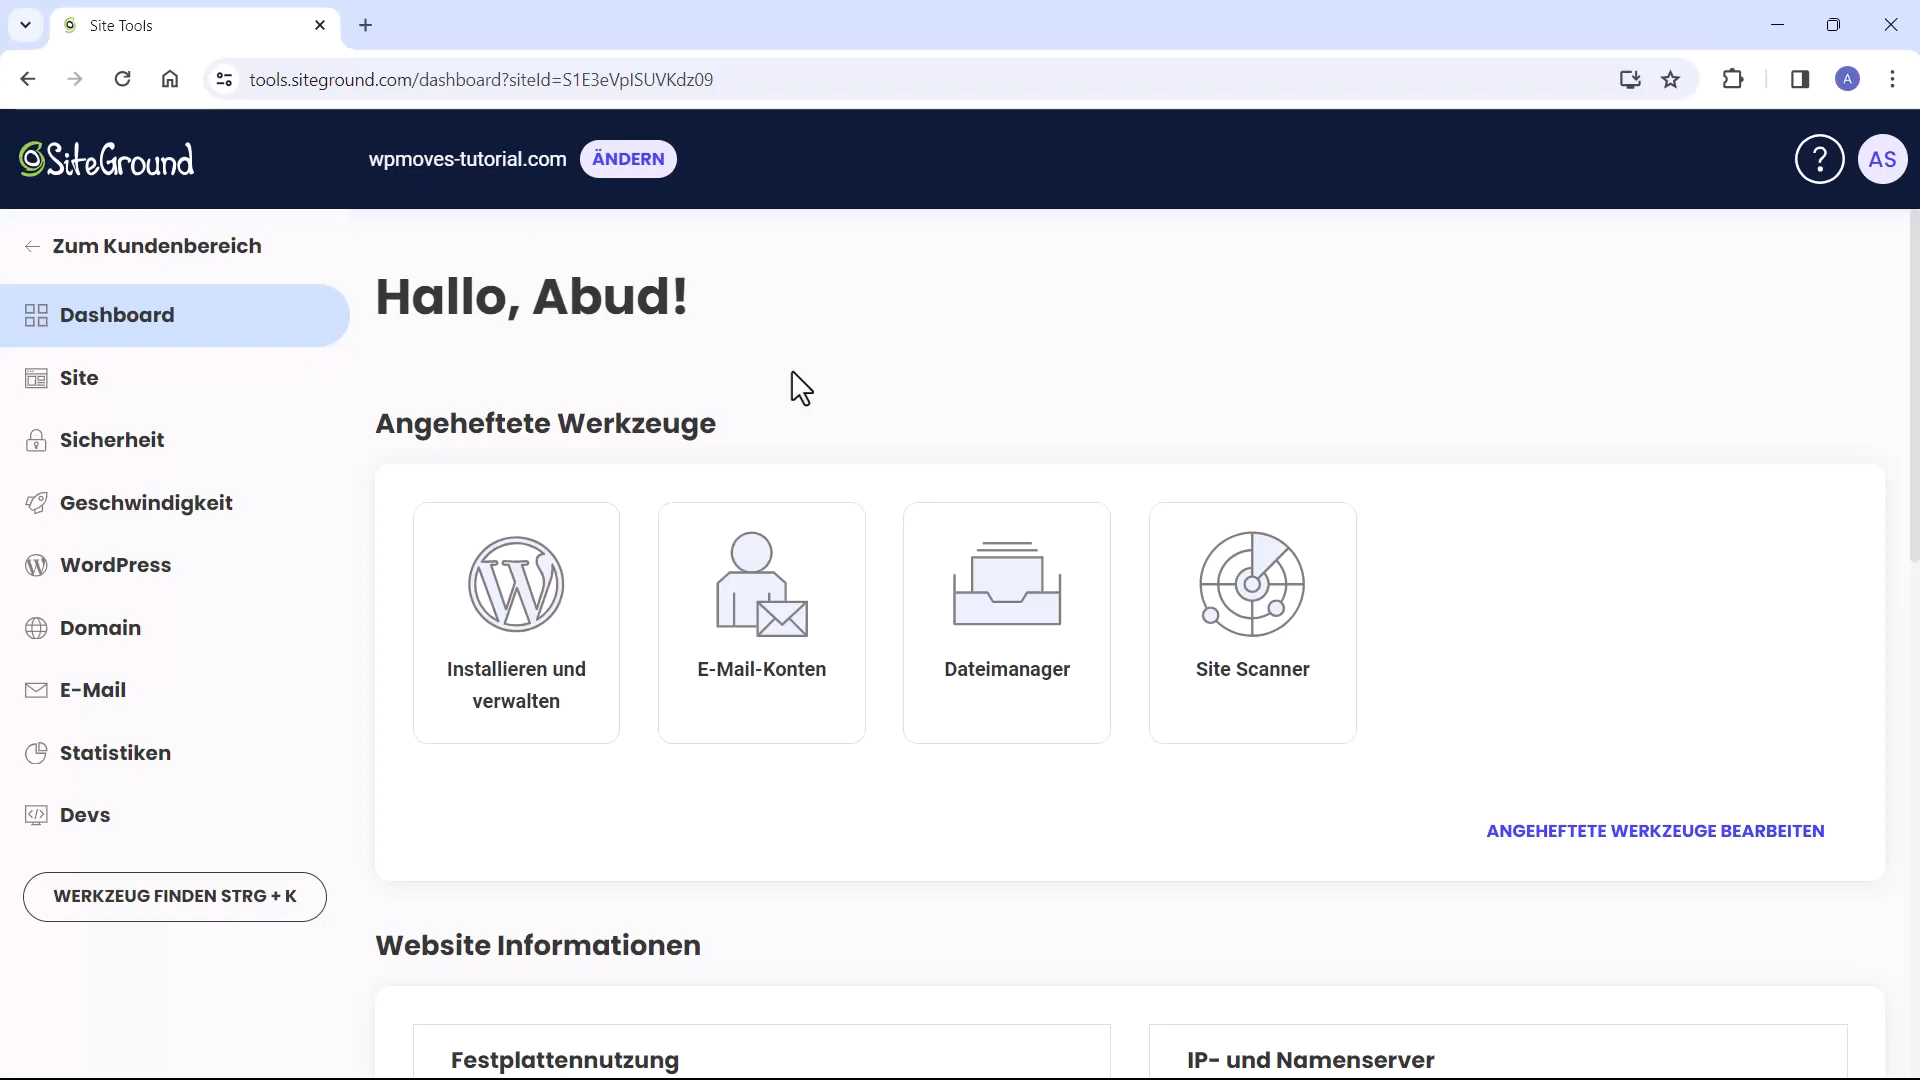 Site Tools
tools.siteground.com/dashboard?siteId=S1E3eVpISUVKdz09
A
SiteGround
wpmoves-tutorial.com
ÄNDERN
?
AS
Zum Kundenbereich
Dashboard
Site
Sicherheit
Geschwindigkeit
WordPress
Domain
E-Mail
Statistiken
Devs
WERKZEUG FINDEN STRG + K
Hallo, Abud!
Angeheftete Werkzeuge
Installieren und
verwalten
E-Mail-Konten
Dateimanager
Site Scanner
ANGEHEFTETE WERKZEUGE BEARBEITEN
Website Informationen
Festplattennutzung
IP- und Namenserver